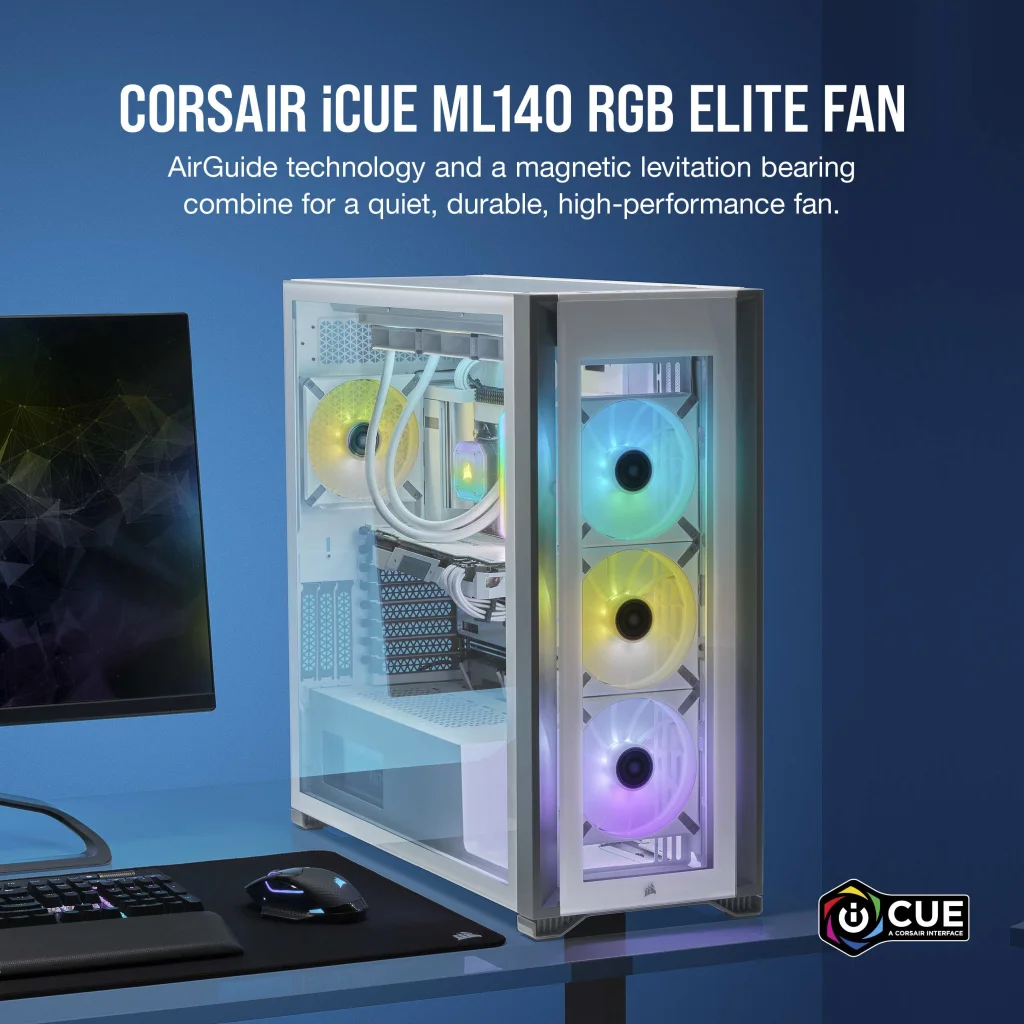 CORSAIR iCUE ML140 RGB ELITE FAN
AirGuide technology and a magnetic levitation bearing
combine for a quiet, durable, high-performance fan.
iCUE
A CORSAIR INTERFACE